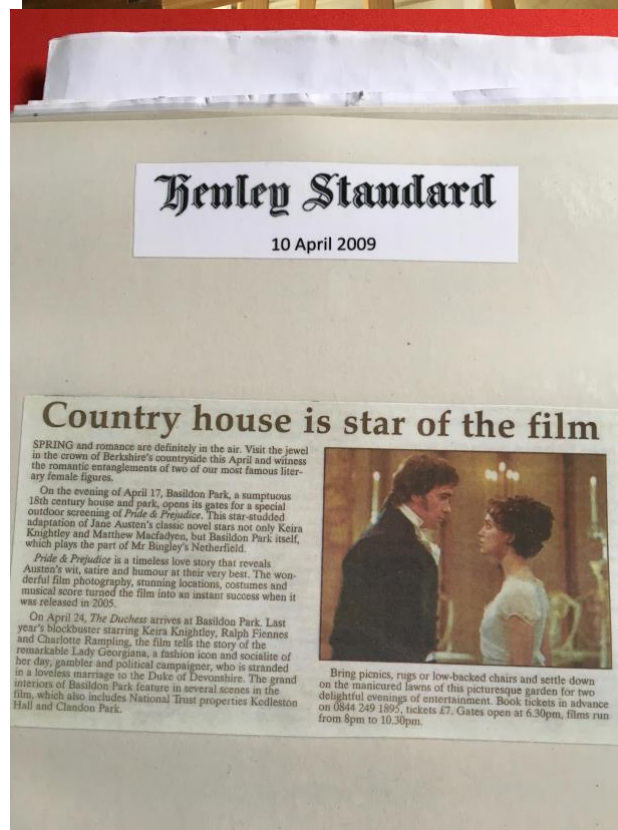 Henley Standard
10 April 2009
Country house is star of the film
SPRING and romance are definitely in the air. Visit the jewel
in the crown of Berkshire's countryside this April and witness
the romantic entanglements of two of our most famous liter-
ary female figures.
On the evening of April 17, Basildon Park, a sumptuous
18th century house and park, opens its gates for a special
outdoor screening of Pride & Prejudice. This star-studded
adaptation of Jane Austen's classic novel stars not only Keira
Knightley and Matthew Macfadyen, but Basildon Park itself,
which plays the part of Mr Bingley's Netherfield.
Pride & Prejudice is a timeless love story that reveals
Austen's wit, satire and humour at their very best. The won-
derful film photography, stunning locations, costumes and
musical score turned the film into an instant success when it
was released in 2005.
On April 24, The Duchess arrives at Basildon Park. Last
year's blockbuster starring Keira Knightley, Ralph Fiennes
and Charlotte Rampling, the film tells the story of the
remarkable Lady Georgiana, a fashion icon and socialite of
her day, gambler and political campaigner, who is stranded
in a loveless marriage to the Duke of Devonshire. The grand
interiors of Basildon Park feature in several scenes in the
film, which also includes National Trust properties Kedleston
Hall and Clandon Park.
Bring picnics, rugs or low-backed chairs and settle down
on the manicured lawns of this picturesque garden for two
delightful evenings of entertainment. Book tickets in advance
on 0844 249 1895, tickets £7. Gates open at 6.30pm, films run
from 8pm to 10.30pm.